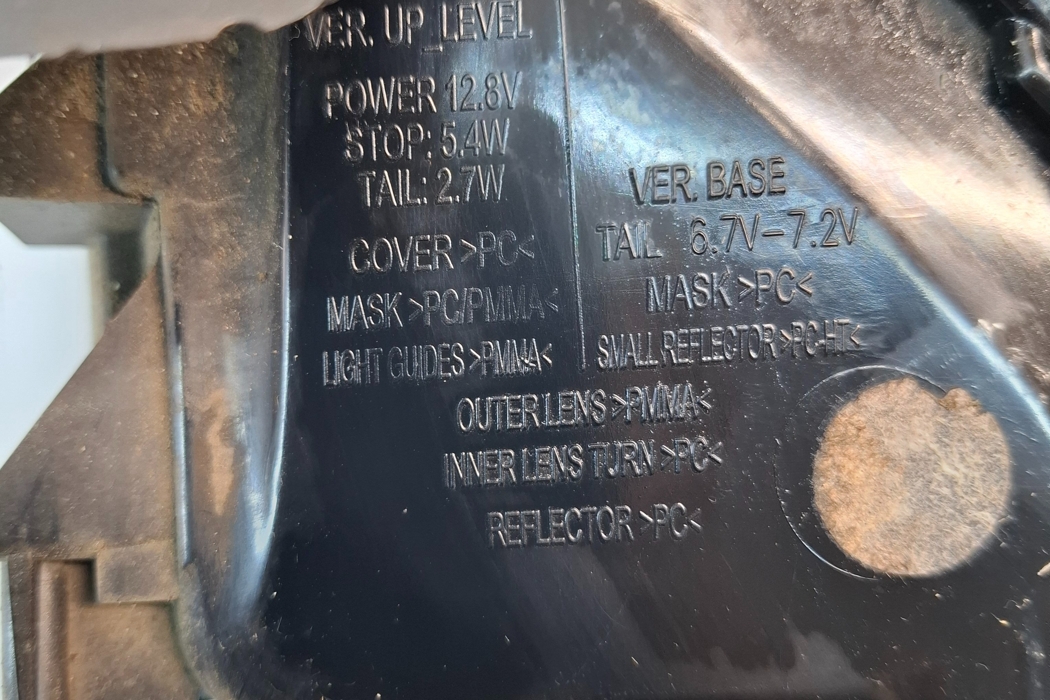 VER. UP_LEVEL
POWER 12.8V
STOP: 5.4W
TAIL: 2.7W
COVER >PC<
MASK >PC/PMMA<
LIGHT GUIDES >PMMA<
VER. BASE
TAIL 6.7V-7.2V
MASK >PC<
SMALL REFLECTOR >PC-HT<
OUTER LENS >PMMA<
INNER LENS TURN >PC<
REFLECTOR >PC<